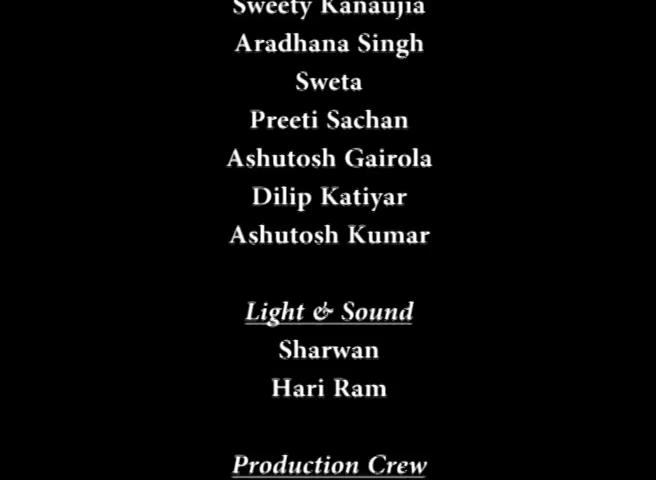 Sweety Kanaujia
Aradhana Singh
Sweta
Preeti Sachan
Ashutosh Gairola
Dilip Katiyar
Ashutosh Kumar
Light & Sound
Sharwan
Hari Ram
Production Crew